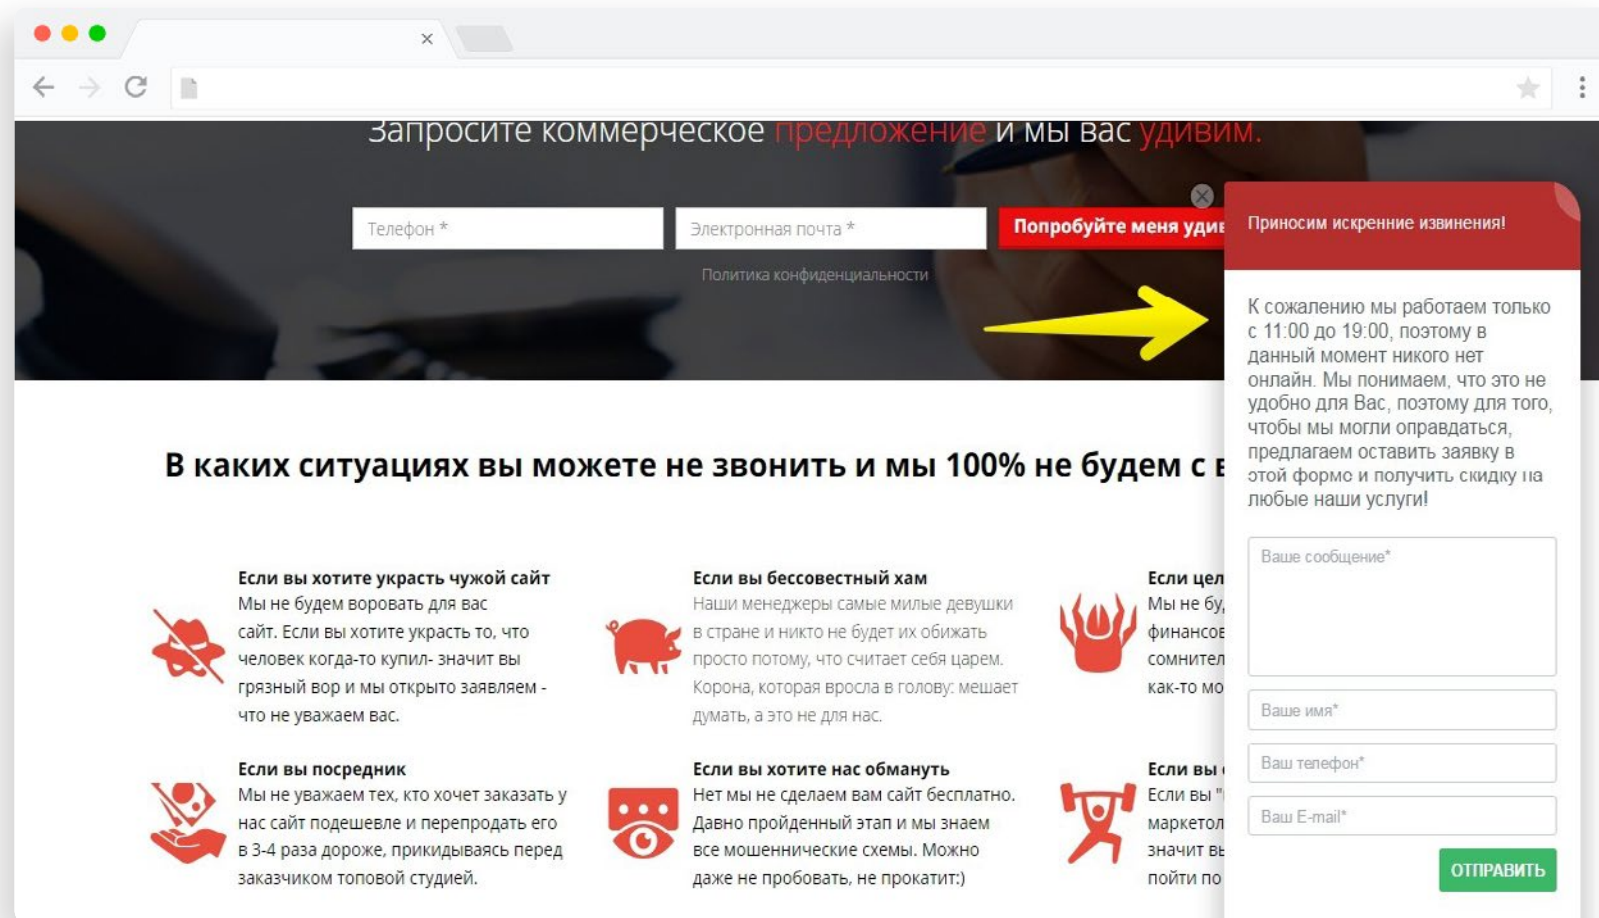 Запросите коммерческое предложение и мы вас удивим.
Телефон *
Электронная почта *
Попробуйте меня
Политика конфиденциальности
В каких ситуациях вы можете не звонить и мы 100% не будем с
Если вы хотите украсть чужой сайт
Мы не будем воровать для вас
сайт. Если вы хотите украсть то, что
человек когда-то купил- значит вы
грязный вор и мы открыто заявляем -
что не уважаем вас.
Если вы бессовестный хам
Наши менеджеры самые милые девушки
в стране и никто не будет их обижать
просто потому, что считает себя царем.
Корона, которая вросла в голову: мешает
думать, а это не для нас.
Если
Мы не
как-то
Если вы посредник
Мы не уважаем тех, кто хочет заказать у
нас сайт подешевле и перепродать его
в 3-4 раза дороже, прикидываясь перед
заказчиком топовой студией.
Если вы хотите нас обмануть
Нет мы не сделаем вам сайт бесплатно.
Давно пройденный этап и мы знаем
все мошеннические схемы. Можно
даже не пробовать, не прокатит:)
Если вы
Если вы
значит
пойти по
Приносим искренние извинения!
К сожалению мы работаем только
с 11:00 до 19:00, поэтому в
данный момент никого нет
онлайн. Мы понимаем, что это не
удобно для Вас, поэтому для того,
чтобы мы могли оправдаться,
предлагаем оставить заявку в
этой форме и получить скидку на
любые наши услуги!
Ваше сообщение*
Ваше имя*
Ваш телефон*
Ваш E-mail*
ОТПРАВИТЬ